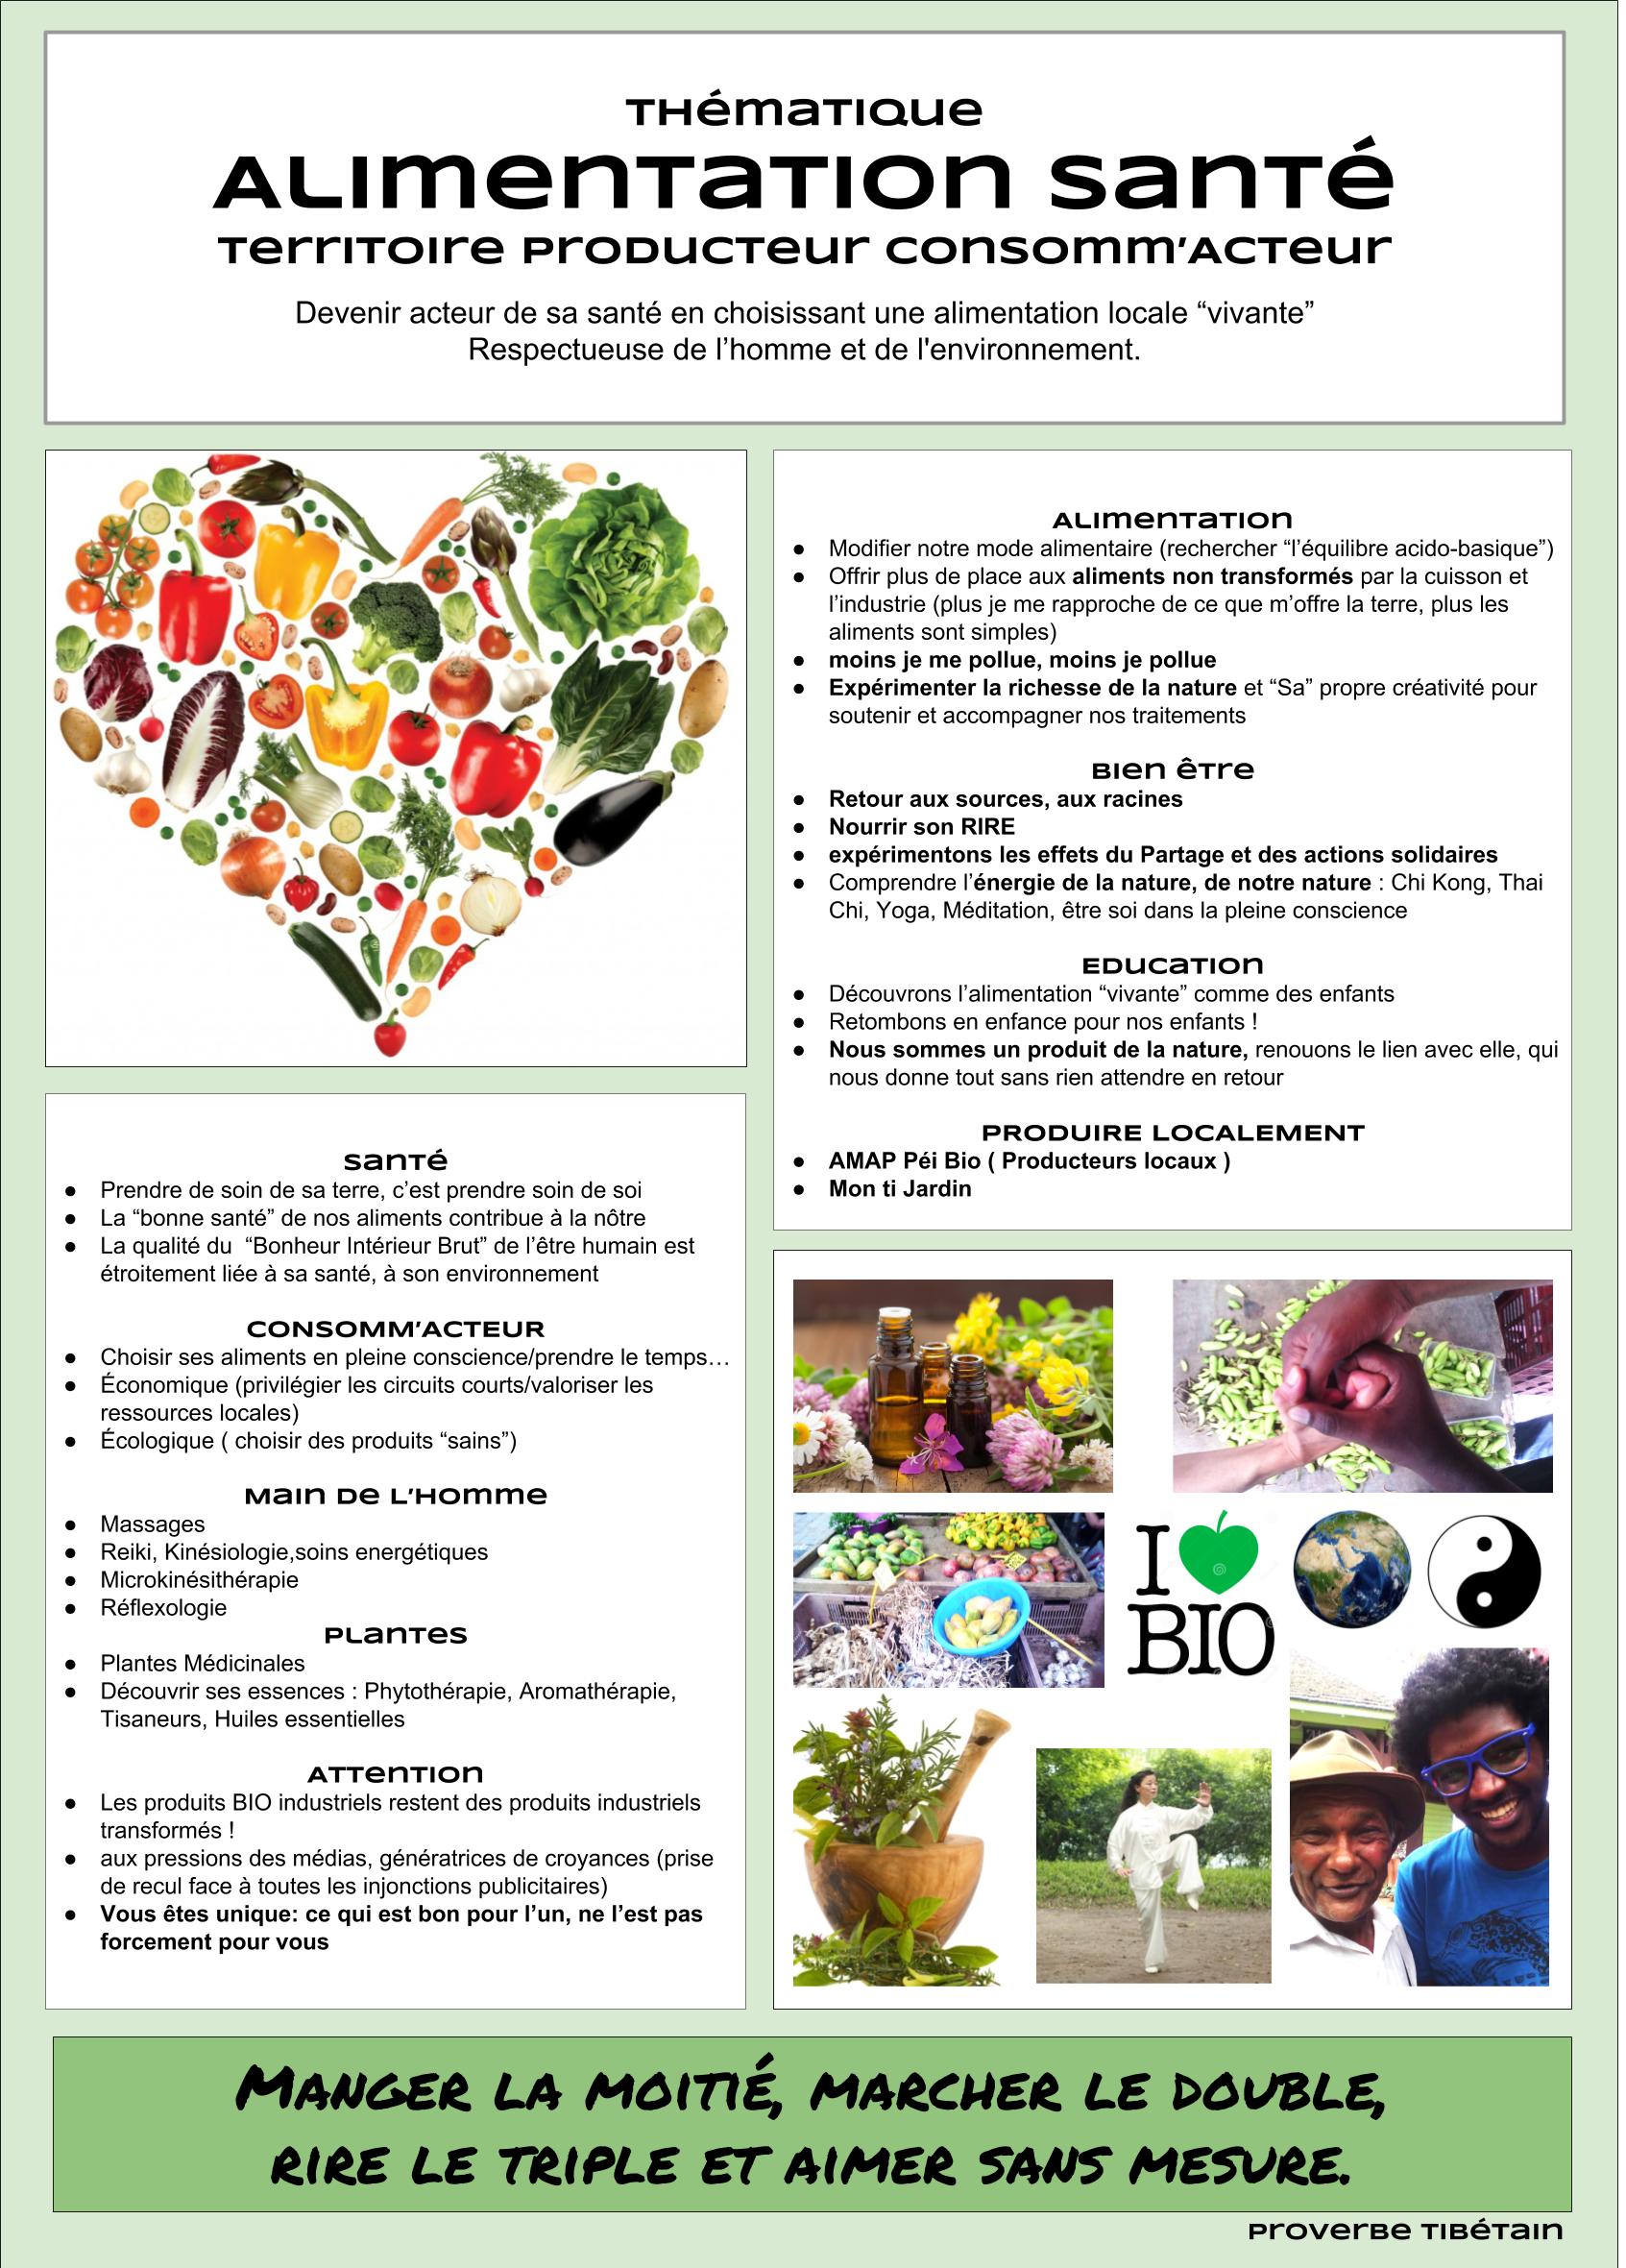 Thématique
Alimentation Santé
Territoire Producteur Consomm'Acteur
Devenir acteur de sa santé en choisissant une alimentation locale “vivante”
Respectueuse de l’homme et de l'environnement.
Alimentation
● Modifier notre mode alimentaire (rechercher “l’équilibre acido-basique”)
● Offrir plus de place aux aliments non transformés par la cuisson et
l’industrie (plus je me rapproche de ce que m’offre la terre, plus les
aliments sont simples)
● moins je me pollue, moins je pollue
● Expérimenter la richesse de la nature et “Sa” propre créativité pour
soutenir et accompagner nos traitements
Bien être
● Retour aux sources, aux racines
● Nourrir son RIRE
● expérimentons les effets du Partage et des actions solidaires
● Comprendre l’énergie de la nature, de notre nature : Chi Kong, Thai
Chi, Yoga, Méditation, être soi dans la pleine conscience
Education
● Découvrons l’alimentation “vivante” comme des enfants
● Retombons en enfance pour nos enfants !
● Nous sommes un produit de la nature, renouons le lien avec elle, qui
nous donne tout sans rien attendre en retour
PRODUIRE LOCALEMENT
● AMAP Péi Bio ( Producteurs locaux )
● Mon ti Jardin
Santé
● Prendre de soin de sa terre, c’est prendre soin de soi
● La “bonne santé” de nos aliments contribue à la nôtre
● La qualité du  “Bonheur Intérieur Brut” de l’être humain est
étroitement liée à sa santé, à son environnement
CONSOMM’ACTEUR
● Choisir ses aliments en pleine conscience/prendre le temps…
● Économique (privilégier les circuits courts/valoriser les
ressources locales)
● Écologique ( choisir des produits “sains”)
Main de l’Homme
● Massages
● Reiki, Kinésiologie,soins energétiques
● Microkinésithérapie
● Réflexologie
Plantes
● Plantes Médicinales
● Découvrir ses essences : Phytothérapie, Aromathérapie,
Tisaneurs, Huiles essentielles
Attention
● Les produits BIO industriels restent des produits industriels
transformés !
● aux pressions des médias, génératrices de croyances (prise
de recul face à toutes les injonctions publicitaires)
● Vous êtes unique: ce qui est bon pour l’un, ne l’est pas
forcement pour vous
I
BIO
Manger la moitié, marcher le double,
rire le triple et aimer sans mesure.
Proverbe Tibétain